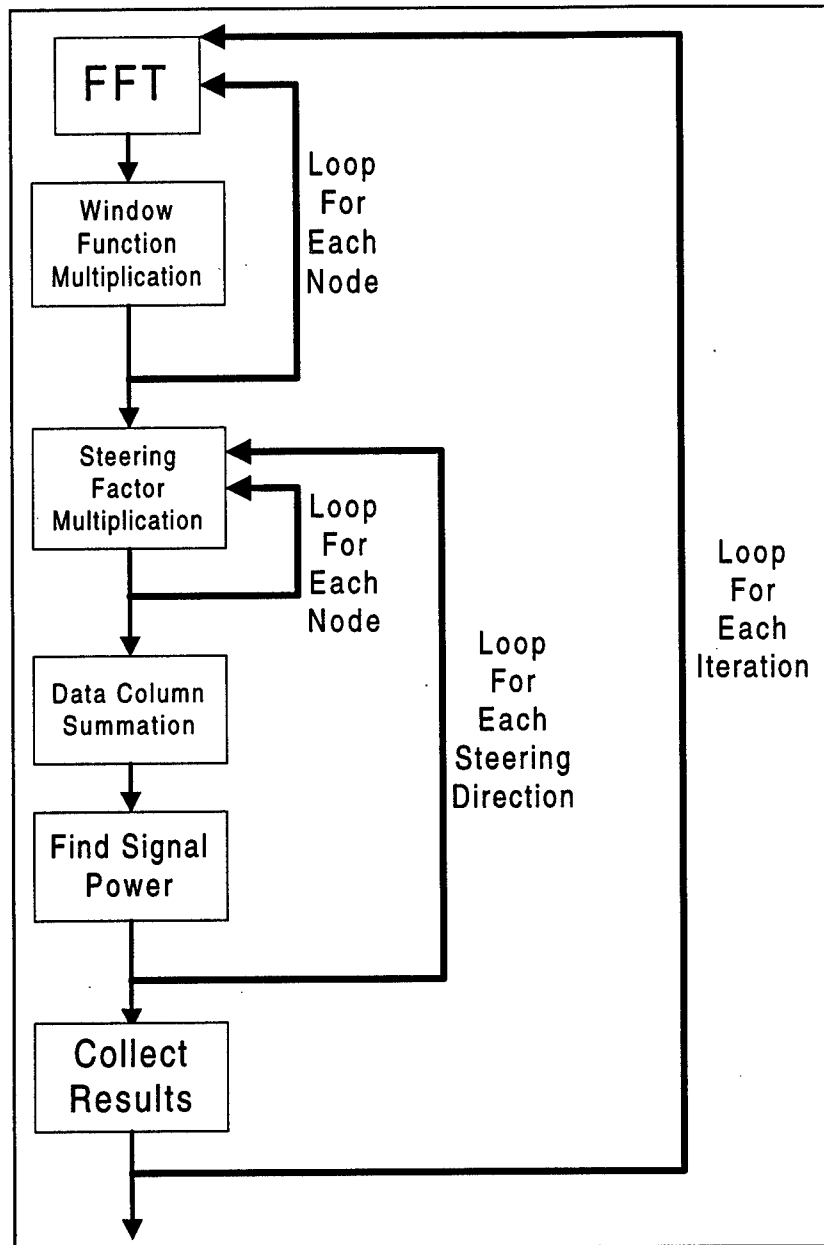 FFT
Loop
For
Each
Node
Window
Function
Multiplication
Steering
Factor
Multiplication
Loop
For
Each
Node
Loop
For
Each
Steering
Direction
Loop
For
Each
Iteration
Data Column
Summation
Find Signal
Power
Collect
Results